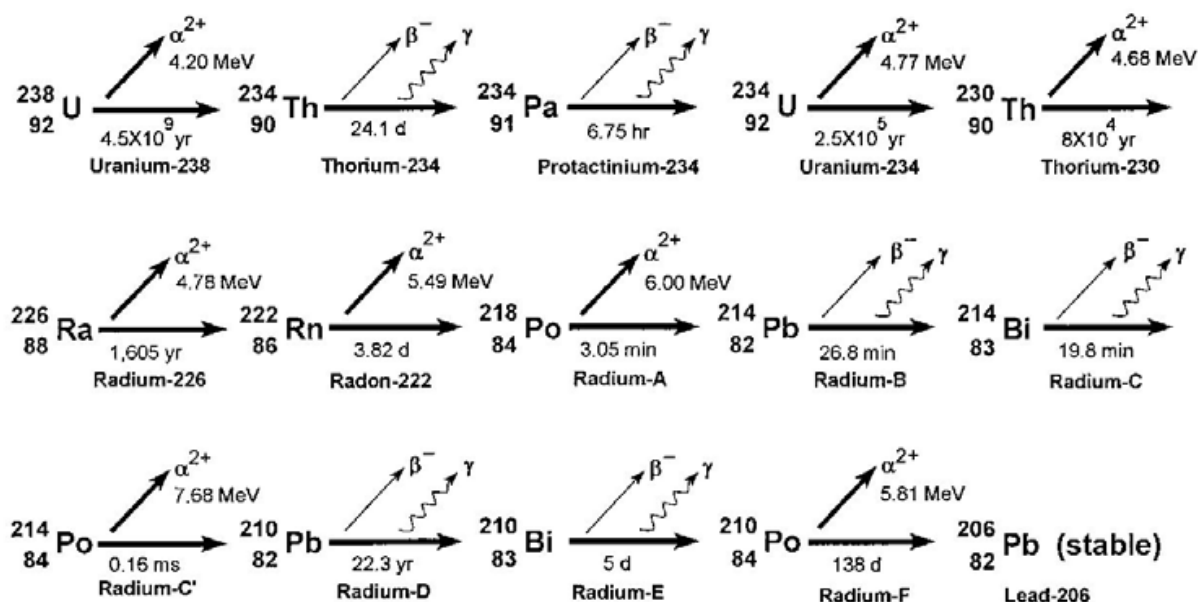 α2+ β− γ β− γ α2+ α2+
4.20 MeV 4.77 MeV 4.68 MeV
238 234 234 234 230
U Th Pa U Th
92 90 91 92 90
4.5X10^9 yr 24.1 d 6.75 hr 2.5X10^5 yr 8X10^4 yr
Uranium-238 Thorium-234 Protactinium-234 Uranium-234 Thorium-230
α2+ α2+ α2+ β− γ β− γ
4.78 MeV 5.49 MeV 6.00 MeV
226 222 218 214 214
Ra Rn Po Pb Bi
88 86 84 82 83
1,605 yr 3.82 d 3.05 min 26.8 min 19.8 min
Radium-226 Radon-222 Radium-A Radium-B Radium-C
α2+ β− γ β− γ α2+
7.68 MeV 5.81 MeV
214 210 210 210 206
Po Pb Bi Po Pb (stable)
84 82 83 84 82
0.16 ms 22.3 yr 5 d 138 d
Radium-C' Radium-D Radium-E Radium-F Lead-206